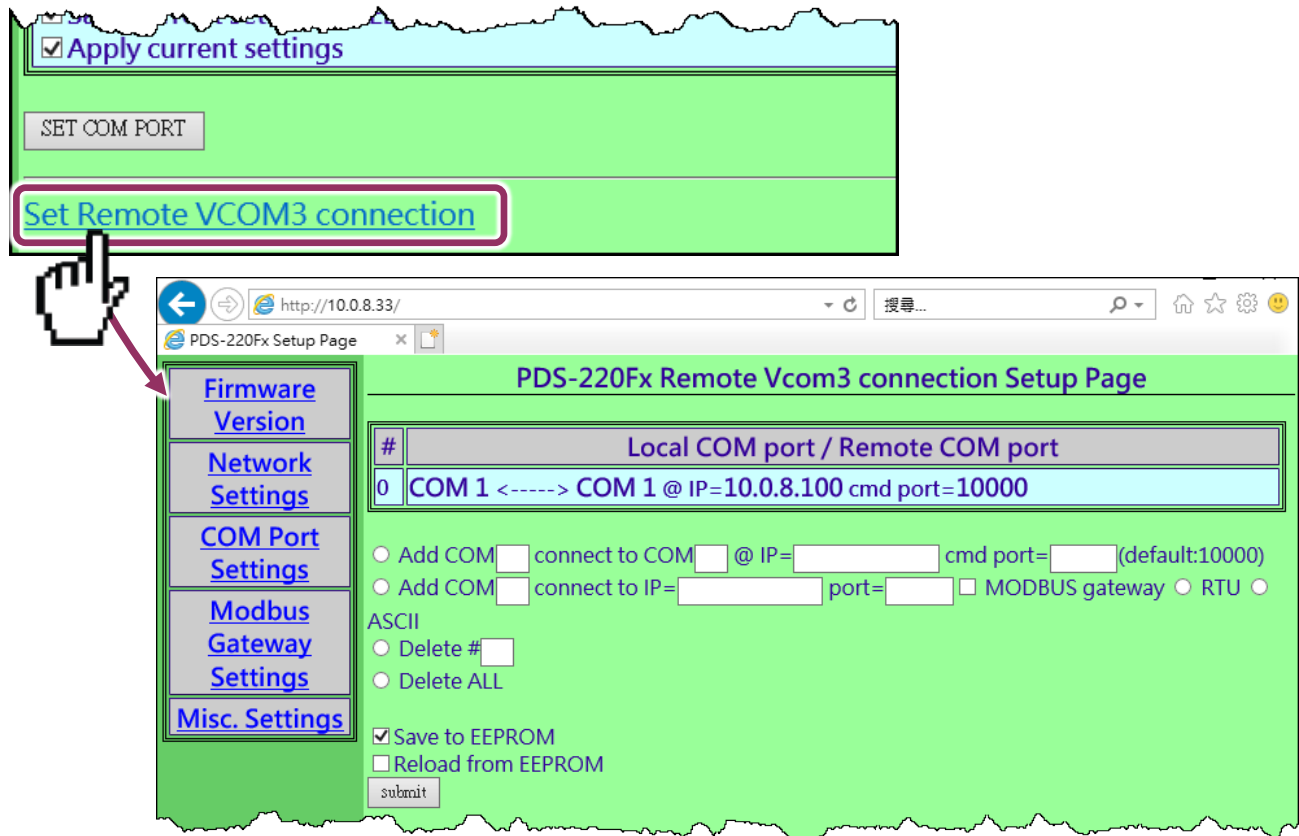 Apply current settings
SET COM PORT
Set Remote VCOM3 connection
http://10.0.8.33/
搜尋...
PDS-220Fx Setup Page
Firmware
Version
Network
Settings
COM Port
Settings
Modbus
Gateway
Settings
Misc. Settings
PDS-220Fx Remote Vcom3 connection Setup Page
# Local COM port / Remote COM port
0 COM 1 <-----> COM 1 @ IP=10.0.8.100 cmd port=10000
Add COM connect to COM @ IP= cmd port= (default:10000)
Add COM connect to IP= port= MODBUS gateway RTU
ASCII
Delete #
Delete ALL
Save to EEPROM
Reload from EEPROM
submit